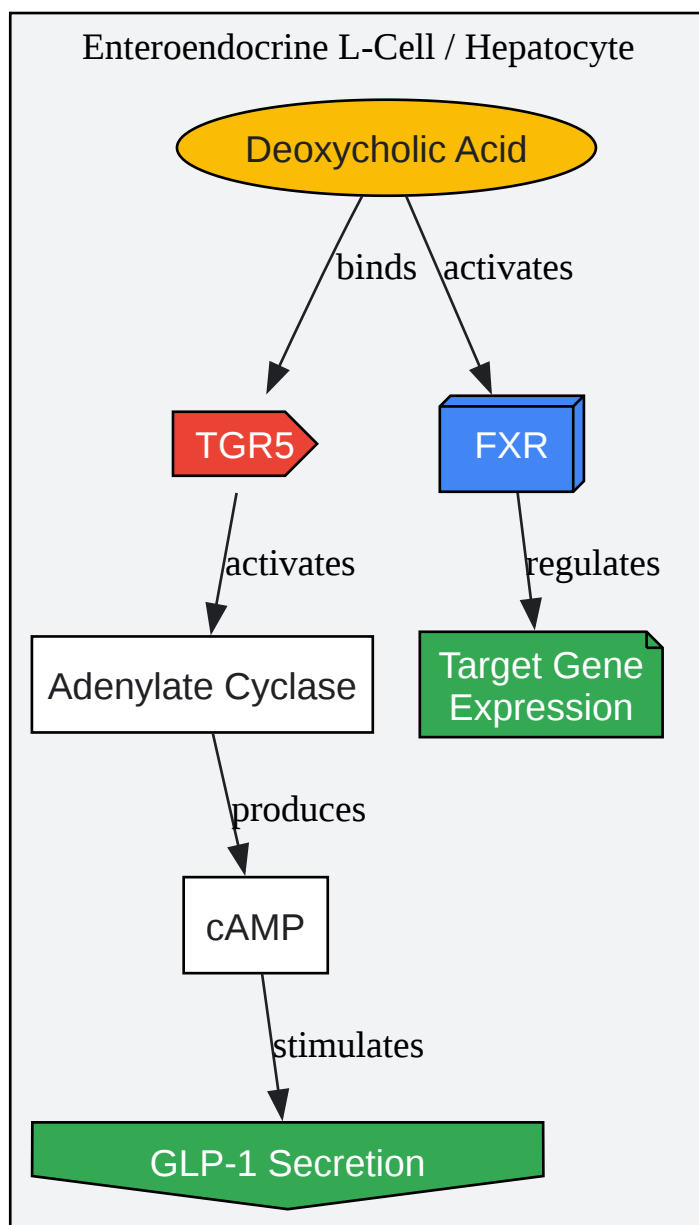 Enteroendocrine L-Cell / Hepatocyte
Deoxycholic Acid
binds
activates
TGR5
FXR
activates
regulates
Adenylate Cyclase
Target Gene
Expression
produces
cAMP
stimulates
GLP-1 Secretion